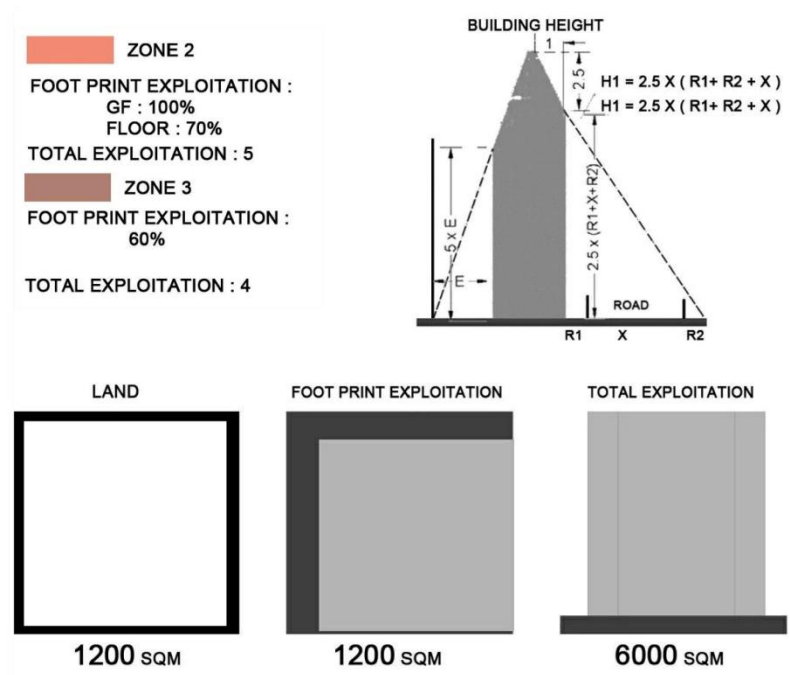 ZONE 2
FOOT PRINT EXPLOITATION :
GF : 100%
FLOOR : 70%
TOTAL EXPLOITATION : 5
ZONE 3
FOOT PRINT EXPLOITATION :
60%
TOTAL EXPLOITATION : 4
BUILDING HEIGHT
1
2.5
H1 = 2.5 X ( R1+ R2 + X )
H1 = 2.5 X ( R1+ R2 + X )
5 x E
E
2.5 x (R1+X+R2)
ROAD
R1 X R2
LAND
FOOT PRINT EXPLOITATION
TOTAL EXPLOITATION
1200 SQM
1200 SQM
6000 SQM